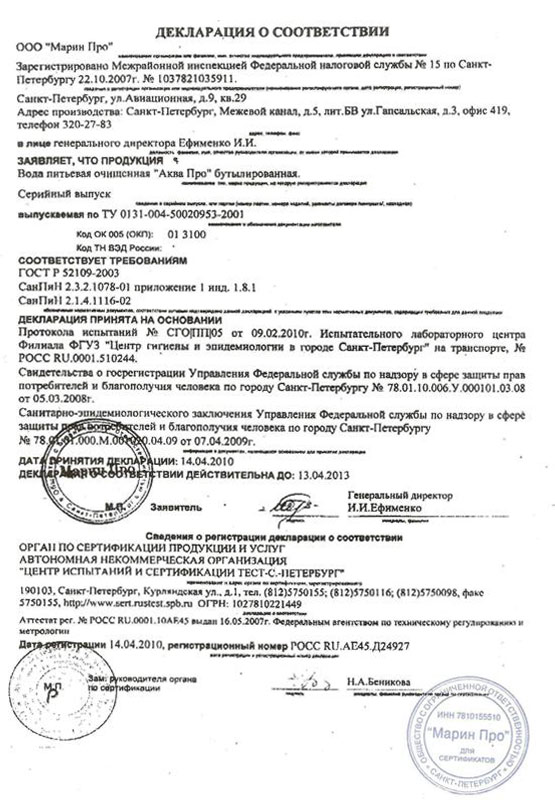 ДЕКЛАРАЦИЯ О СООТВЕТСТВИИ
ООО "Марин Про"
Зарегистрировано Межрайонной инспекцией Федеральной налоговой службы № 15 по Санкт-
Петербургу 22.10.2007г. № 1037821035911.
Санкт-Петербург, ул.Авиационная, д.9, кв.29
Адрес производства: Санкт-Петербург, Межевой канал, д.5, лит.БВ ул.Гапсальская, д.3, офис 419,
телефон 320-27-83
адрес, телефон, факс
в лице генерального директора Ефименко И.И.
ЗАЯВЛЯЕТ, ЧТО ПРОДУКЦИЯ
Вода питьевая очищенная "Аква Про" бутылированная.
Серийный выпуск
выпускаемая по ТУ 0131-004-50020953-2001
Код ОК 005 (ОКП): 01 3100
Код ТН ВЭД России:
СООТВЕТСТВУЕТ ТРЕБОВАНИЯМ
ГОСТ Р 52109-2003
СанПиН 2.3.2.1078-01 приложение 1 инд. 1.8.1
СанПиН 2.1.4.1116-02
ДЕКЛАРАЦИЯ ПРИНЯТА НА ОСНОВАНИИ
Протокола испытаний № СГО|ПП|05 от 09.02.2010г. Испытательного лабораторного центра
Филиала ФГУЗ "Центр гигиены и эпидемиологии в городе Санкт-Петербург" на транспорте, №
РОСС RU.0001.510244.
Свидетельства о госрегистрации Управления Федеральной службы по надзору в сфере защиты прав
потребителей и благополучия человека по городу Санкт-Петербургу № 78.01.10.006.У.000101.03.08
от 05.03.2008г.
Санитарно-эпидемиологического заключения Управления Федеральной службы по надзору в сфере
защиты прав потребителей и благополучия человека по городу Санкт-Петербургу
04.09 от 07.04.2009г.
ДАТА ПРИНЯТИЯ ДЕКЛАРАЦИИ: 14.04.2010
ДЕКЛАРАЦИЯ О СООТВЕТСТВИИ ДЕЙСТВИТЕЛЬНА ДО: 13.04.2013
Марин Про
М.П. Заявитель
Генеральный директор
И.И.Ефименко
подпись
Сведения о регистрации декларации о соответствии
ОРГАН ПО СЕРТИФИКАЦИИ ПРОДУКЦИИ И УСЛУГ
АВТОНОМНАЯ НЕКОММЕРЧЕСКАЯ ОРГАНИЗАЦИЯ
"ЦЕНТР ИСПЫТАНИЙ И СЕРТИФИКАЦИИ ТЕСТ-С.-ПЕТЕРБУРГ"
190103, Санкт-Петербург, Курляндская ул., д.1, тел. (812)5750155; (812)5750116; (812)5750098, факс
5750155, http://www.sert.rustest.spb.ru ОГРН: 1027810221449
Аттестат рег. № РОСС RU.0001.10АЕ45 выдан 16.05.2007г. Федеральным агентством по техническому регулированию и
метрологии
Дата регистрации 14.04.2010, регистрационный номер РОСС RU.АЕ45.Д24927
М.П.
Зам. руководителя органа
по сертификации
Н.А.Беникова
подпись
ОБЩЕСТВО С ОГРАНИЧЕННОЙ ОТВЕТСТВЕННОСТЬЮ
ИНН 7810155510
"Марин Про"
ДЛЯ
СЕРТИФИКАТОВ
САНКТ-ПЕТЕРБУРГ